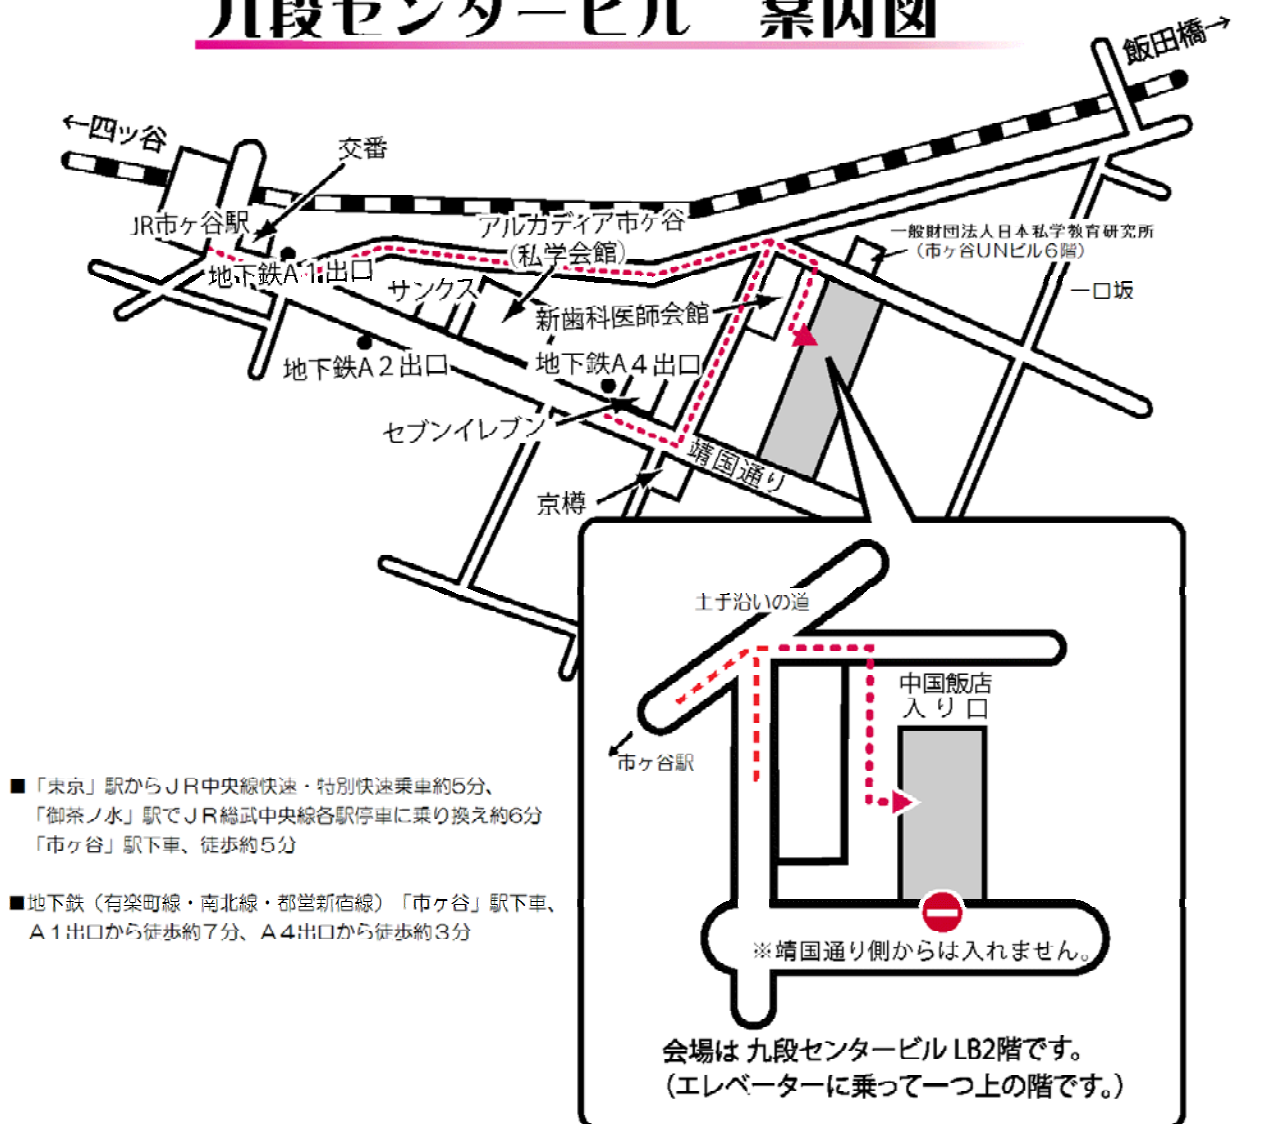 九段センタービル 案内図
飯田橋→
←四ッ谷
交番
JR市ヶ谷駅
アルカディア市ヶ谷
(私学会館)
一般財団法人日本私学教育研究所
(市ヶ谷UNビル6階)
地下鉄A1出口
サンクス
一口坂
新歯科医師会館
地下鉄A2出口
地下鉄A4出口
セブンイレブン
靖国通り
京樽
土手沿いの道
中国飯店
入り口
市ヶ谷駅
■「東京」駅からJR中央線快速・特別快速乗車約5分、
「御茶ノ水」駅でJR総武中央線各駅停車に乗り換え約6分
「市ヶ谷」駅下車、徒歩約5分
■地下鉄（有楽町線・南北線・都営新宿線）「市ヶ谷」駅下車、
A1出口から徒歩約7分、A4出口から徒歩約3分
※靖国通り側からは入れません。
会場は 九段センタービル LB2階です。
（エレベーターに乗って一つ上の階です。）